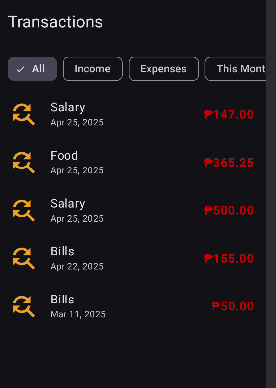 Transactions
All
Income
Expenses
This Mont
Salary
₱147.00
Apr 25, 2025
Food
₱365.25
Apr 25, 2025
Salary
₱500.00
Apr 25, 2025
Bills
₱155.00
Apr 22, 2025
Bills
₱50.00
Mar 11, 2025